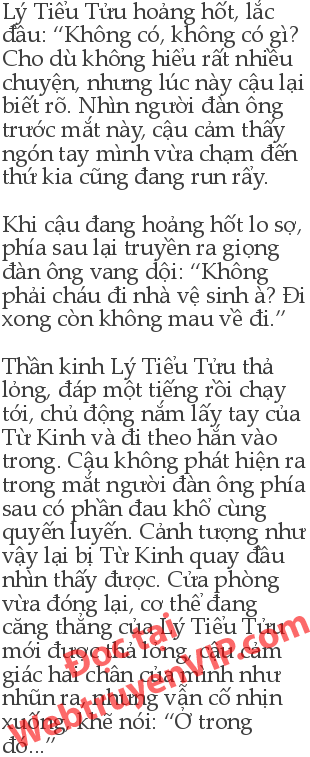 Lý Tiểu Tửu hoảng hốt, lắc
đầu: “Không có, không có gì?
Cho dù không hiểu rất nhiều
chuyện, nhưng lúc này cậu lại
biết rõ. Nhìn người đàn ông
trước mắt này, cậu cảm thấy
ngón tay mình vừa chạm đến
thứ kia cũng đang run rẩy.

Khi cậu đang hoảng hốt lo sợ,
phía sau lại truyền ra giọng
đàn ông vang dội: “Không
phải cháu đi nhà vệ sinh à? Đi
xong còn không mau về đi.”

Thần kinh Lý Tiểu Tửu thả
lỏng, đáp một tiếng rồi chạy
tới, chủ động nắm lấy tay của
Từ Kinh và đi theo hắn vào
trong. Cậu không phát hiện ra
trong mắt người đàn ông phía
sau có phần đau khổ cùng
quyến luyến. Cảnh tượng như
vậy lại bị Từ Kinh quay đầu
nhìn thấy được. Cửa phòng
vừa đóng lại, cơ thể đang
căng thẳng của Lý Tiểu Tửu
mới được thả lỏng, cậu cảm
giác hai chân của mình như
nhũn ra, nhưng vẫn cố nhịn
xuống, khẽ nói: “Ở trong
đó...”
Đọc tại
WebtruyenVIP.com